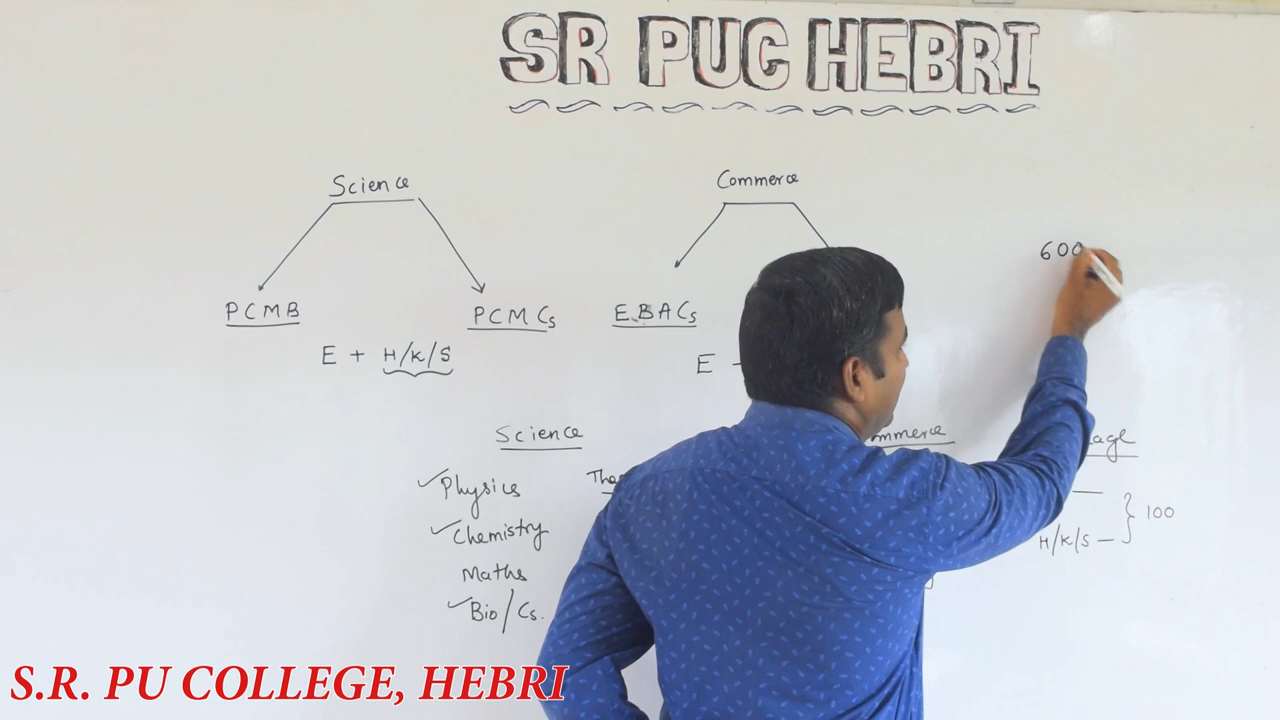 SR PUC HEBRI
Science
Commerce
600
PCMB
PCMCs
EBACs
E + H/K/S
E
Science
Physics
Chemistry
Maths
Bio/Cs.
100
H/K/S
S.R. PU COLLEGE, HEBRI